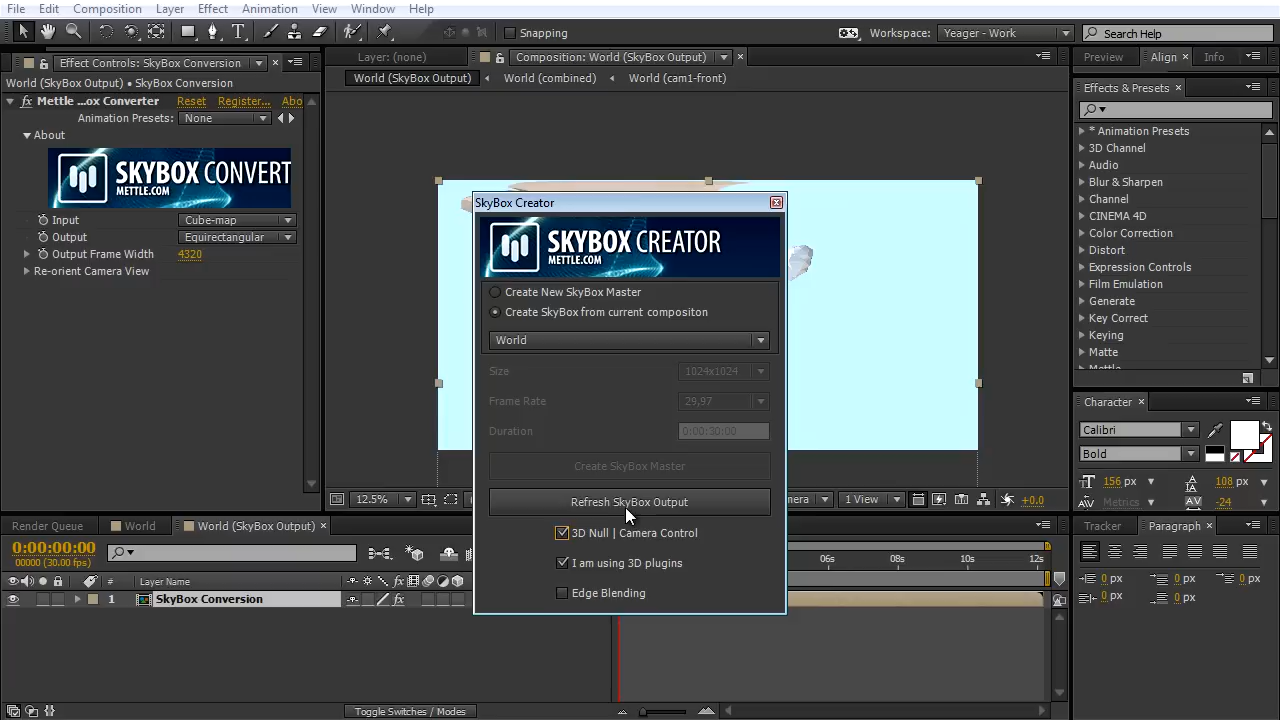 File Edit Composition Layer Effect Animation View Window Help
Snapping
Workspace: Yeager - Work
Search Help
Effect Controls: SkyBox Conversion
World (SkyBox Output) • SkyBox Conversion
fx Mettle ...ox Converter Reset Register... Abo
Animation Presets: None
About
SKYBOX CONVERT
METTLE.COM
Input Cube-map
Output Equirectangular
Output Frame Width 4320
Re-orient Camera View
Layer: (none)
Composition: World (SkyBox Output)
World (SkyBox Output) World (combined) World (cam1-front)
SkyBox Creator
SKYBOX CREATOR
METTLE.COM
Create New SkyBox Master
Create SkyBox from current compositon
World
Size 1024x1024
Frame Rate 29,97
Duration 0:00:30:00
Create SkyBox Master
Refresh SkyBox Output
3D Null | Camera Control
I am using 3D plugins
Edge Blending
12.5%
mera 1 View +0.0
Preview Align Info
Effects & Presets
* Animation Presets
3D Channel
Audio
Blur & Sharpen
Channel
CINEMA 4D
Color Correction
Distort
Expression Controls
Film Emulation
Generate
Key Correct
Keying
Matte
Mettle
Character
Calibri
Bold
156 px 108 px
Metrics -24
Render Queue World World (SkyBox Output)
0:00:00:00
00000 (30.00 fps)
# Layer Name
1 SkyBox Conversion
06s 08s 10s 12s
Toggle Switches / Modes
Tracker Paragraph
0 px 0 px 0 px
0 px 0 px